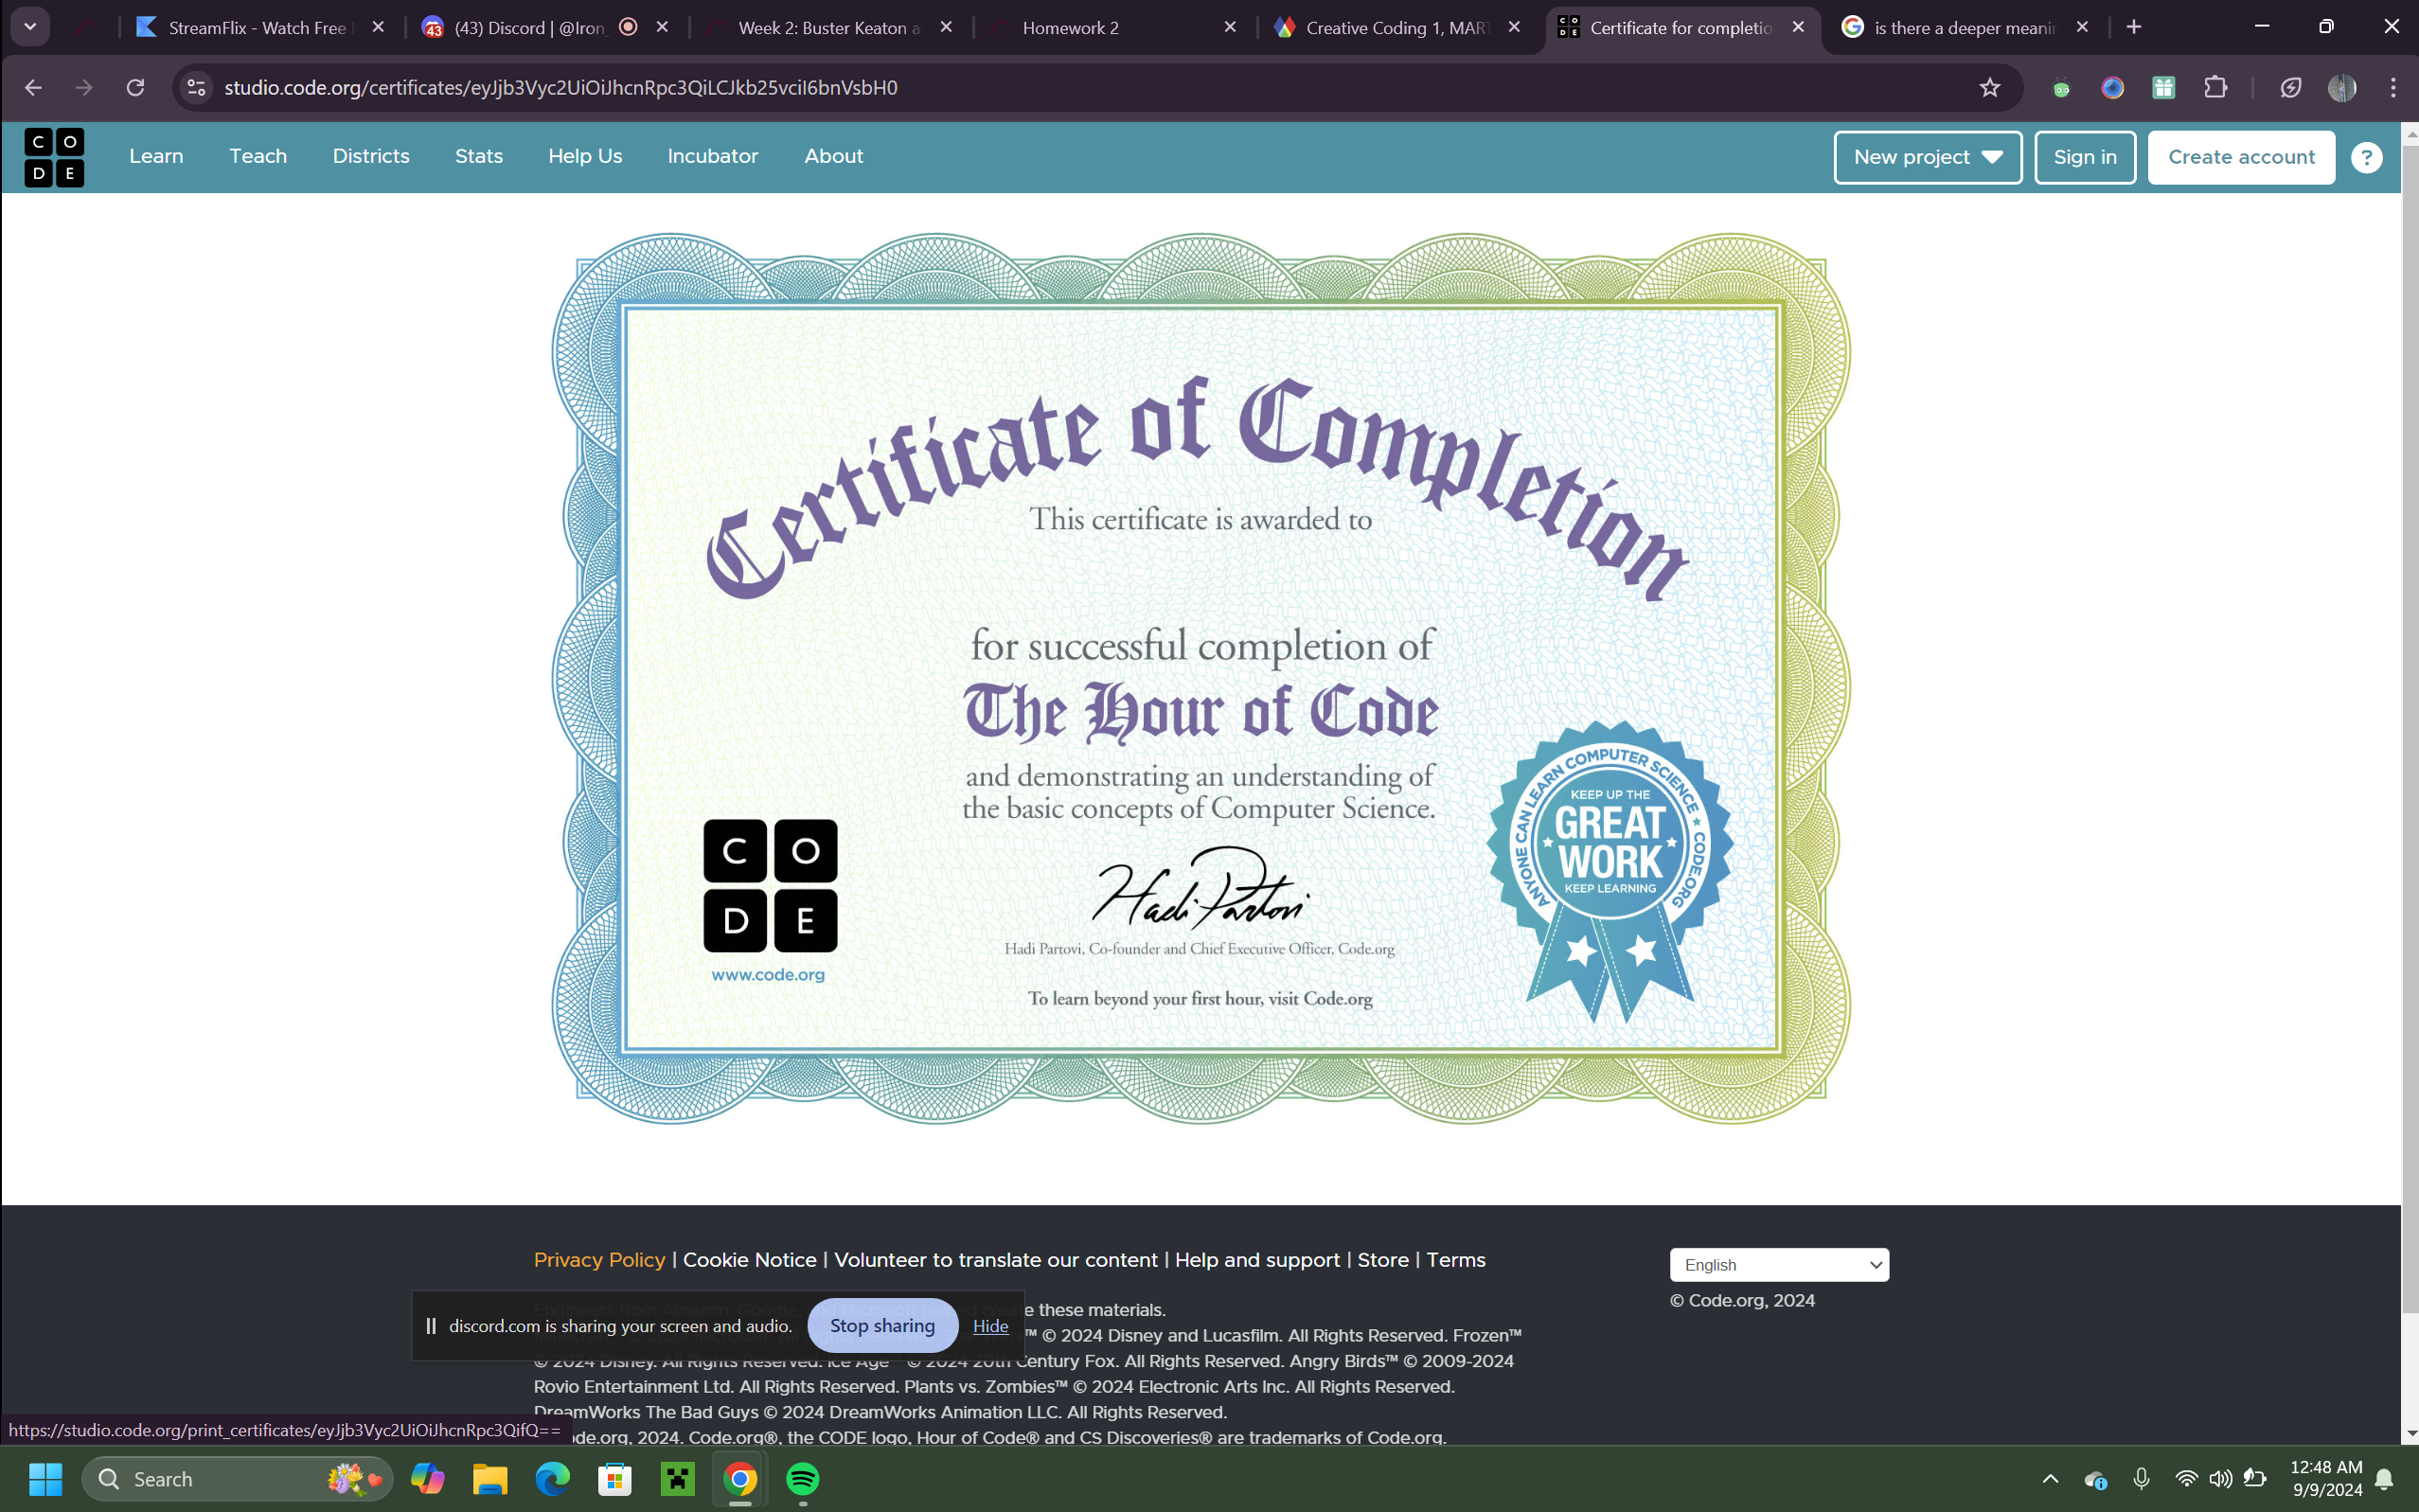 StreamFlix - Watch Free
43
(43) Discord | @Iron_
Week 2: Buster Keaton a
Homework 2
Creative Coding 1, MAR
Certificate for completio
is there a deeper meanin
studio.code.org/certificates/eyJjb3Vyc2UiOiJhcnRpc3QiLCJkb25vciI6bnVsbH0
C O
D E
Learn
Teach
Districts
Stats
Help Us
Incubator
About
New project
Sign in
Create account
?
Certificate of Completion
This certificate is awarded to
for successful completion of
The Hour of Code
and demonstrating an understanding of
the basic concepts of Computer Science.
C O
D E
www.code.org
Hadi Partovi
Hadi Partovi, Co-founder and Chief Executive Officer, Code.org
To learn beyond your first hour, visit Code.org
ANYONE CAN LEARN COMPUTER SCIENCE ★ CODE.ORG
KEEP UP THE
GREAT
WORK
KEEP LEARNING
Privacy Policy | Cookie Notice | Volunteer to translate our content | Help and support | Store | Terms
English
© Code.org, 2024
Engineers from Amazon, Google, and Microsoft helped create these materials.
discord.com is sharing your screen and audio.
Stop sharing
Hide
™ © 2024 Disney and Lucasfilm. All Rights Reserved. Frozen™
© 2024 Disney. All Rights Reserved. Ice Age™ © 2024 20th Century Fox. All Rights Reserved. Angry Birds™ © 2009-2024
Rovio Entertainment Ltd. All Rights Reserved. Plants vs. Zombies™ © 2024 Electronic Arts Inc. All Rights Reserved.
DreamWorks The Bad Guys © 2024 DreamWorks Animation LLC. All Rights Reserved.
https://studio.code.org/print_certificates/eyJjb3Vyc2UiOiJhcnRpc3QifQ==
de.org, 2024. Code.org®, the CODE logo, Hour of Code® and CS Discoveries® are trademarks of Code.org.
Search
12:48 AM
9/9/2024